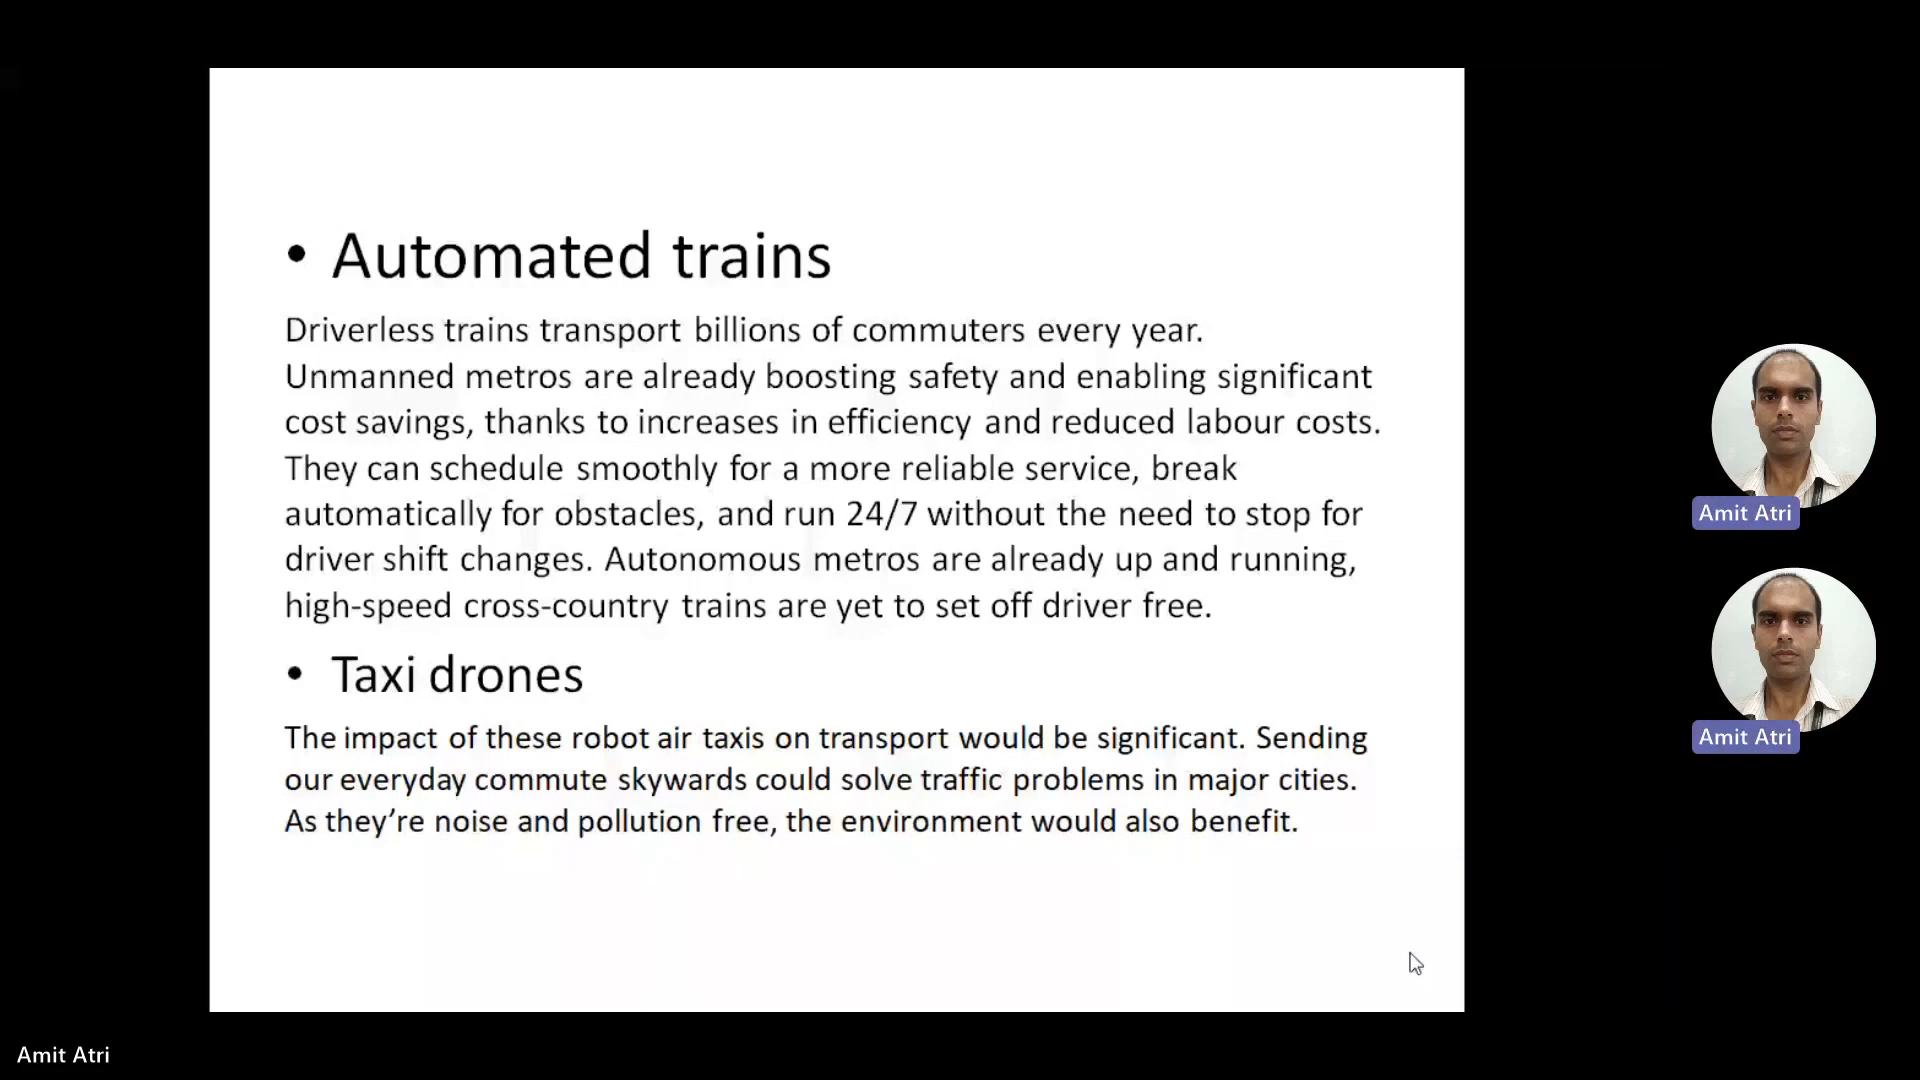 • Automated trains
Driverless trains transport billions of commuters every year.
Unmanned metros are already boosting safety and enabling significant
cost savings, thanks to increases in efficiency and reduced labour costs.
They can schedule smoothly for a more reliable service, break
automatically for obstacles, and run 24/7 without the need to stop for
driver shift changes. Autonomous metros are already up and running,
high-speed cross-country trains are yet to set off driver free.
• Taxi drones
The impact of these robot air taxis on transport would be significant. Sending
our everyday commute skywards could solve traffic problems in major cities.
As they’re noise and pollution free, the environment would also benefit.
Amit Atri
Amit Atri
Amit Atri